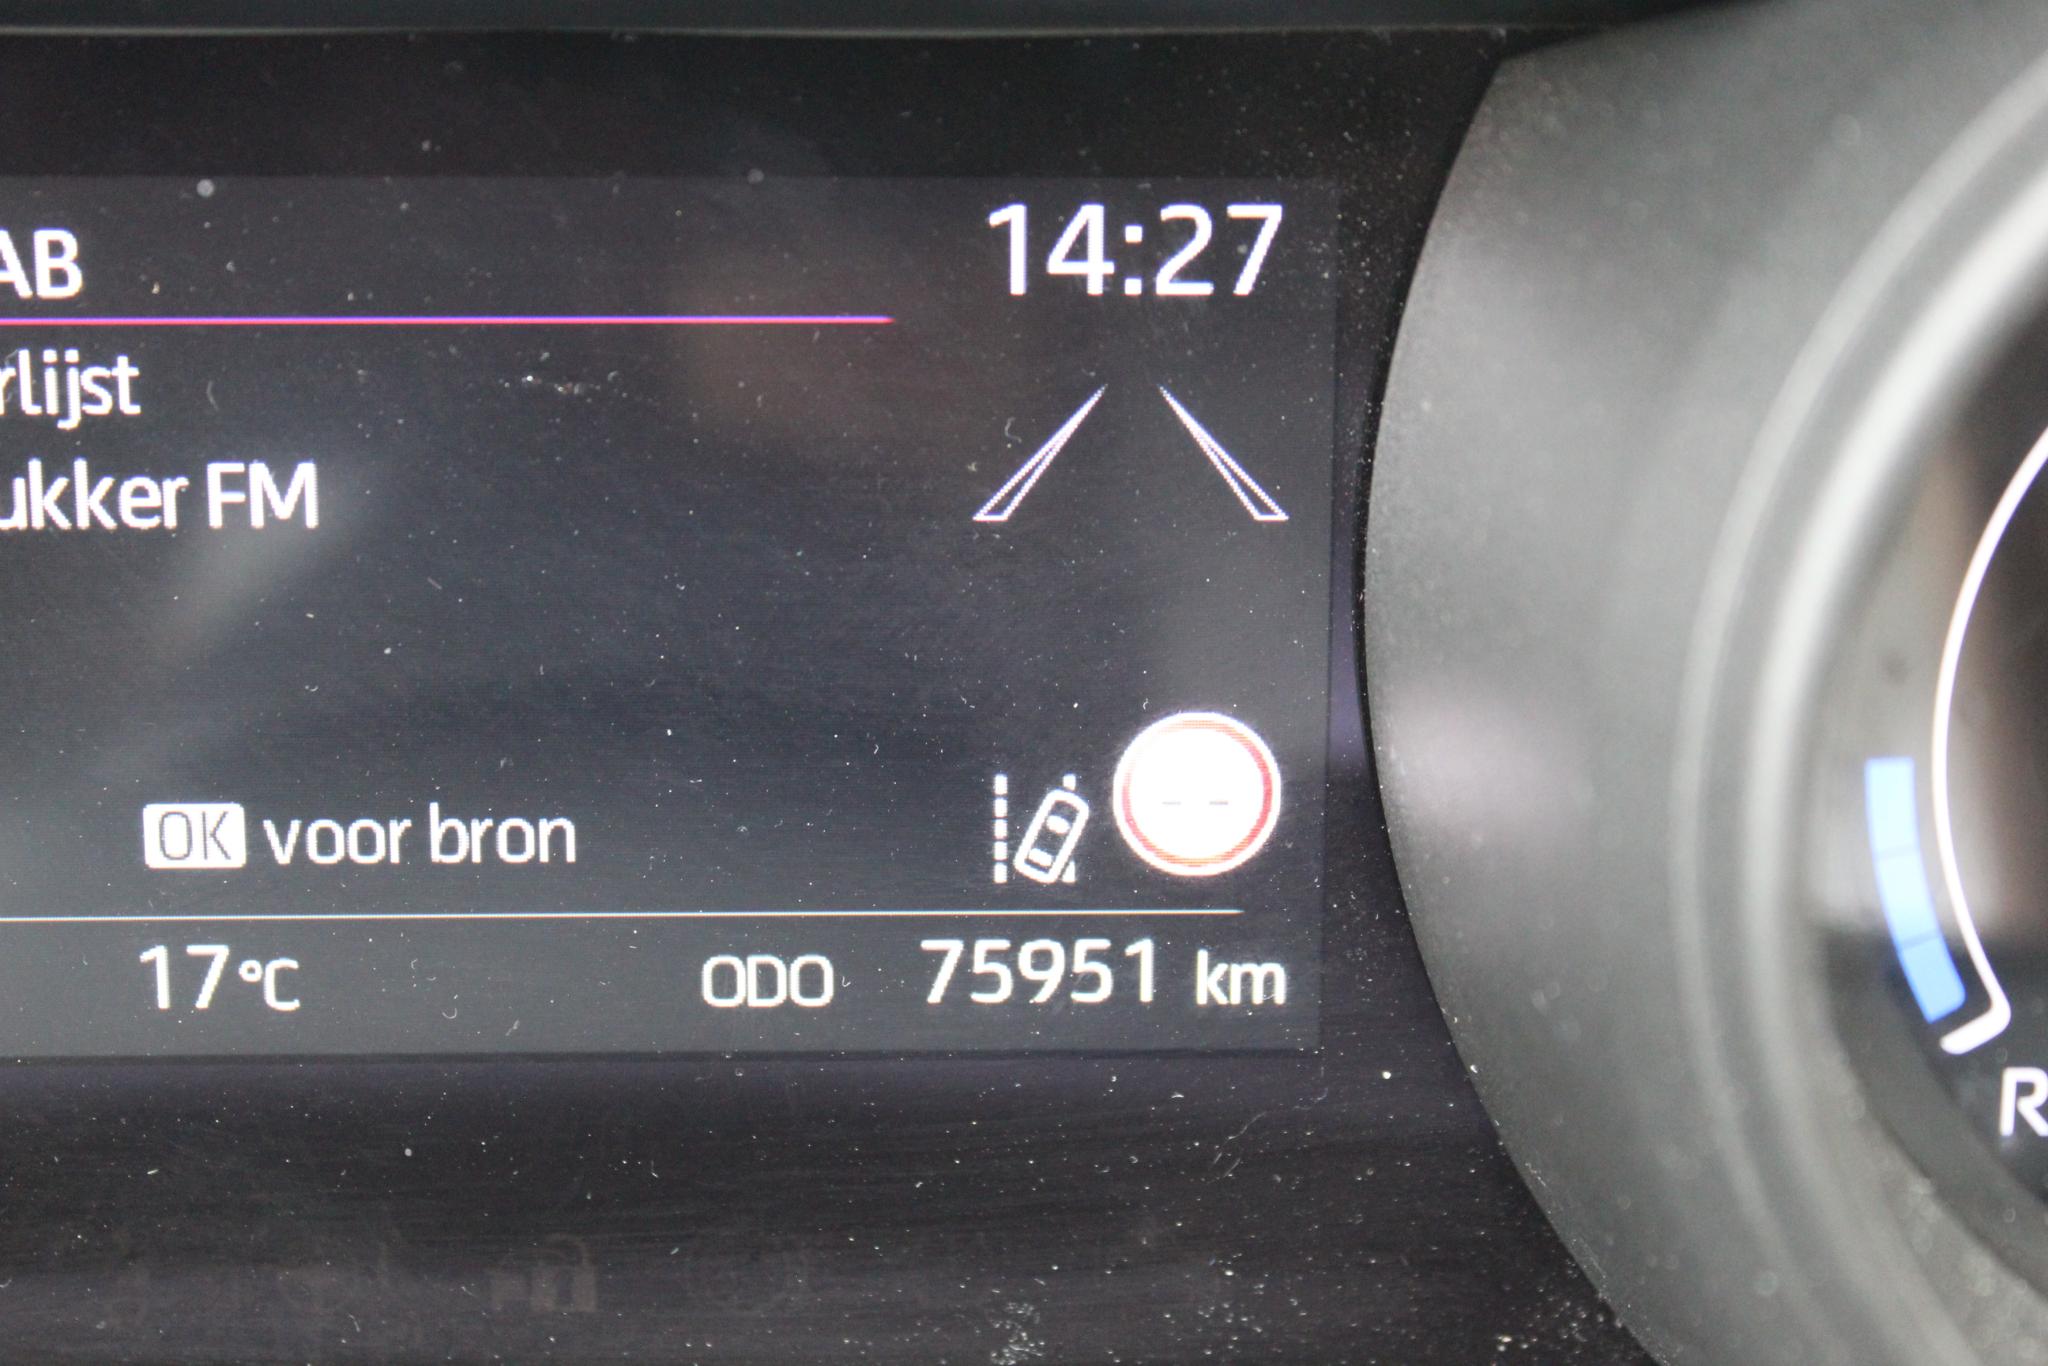 AB
14:27
rlijst
ukker FM
OK voor bron
-- 
17°C ODO 75951 km
R